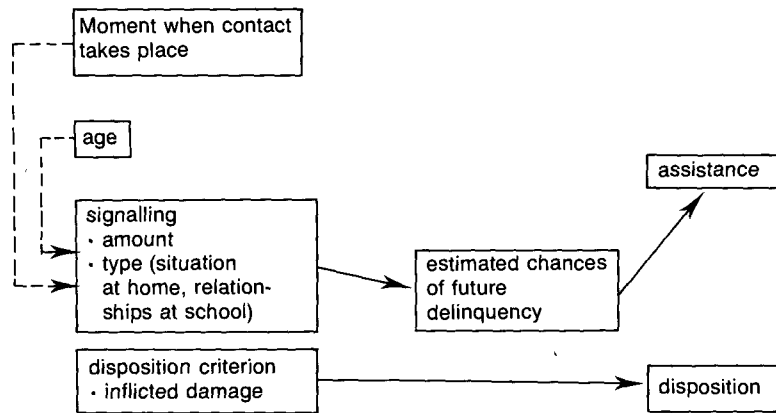 Moment when contact
takes place
age
assistance
signalling
· amount
· type (situation
at home, relation-
ships at school)
estimated chances
of future
delinquency
disposition criterion
· inflicted damage
disposition